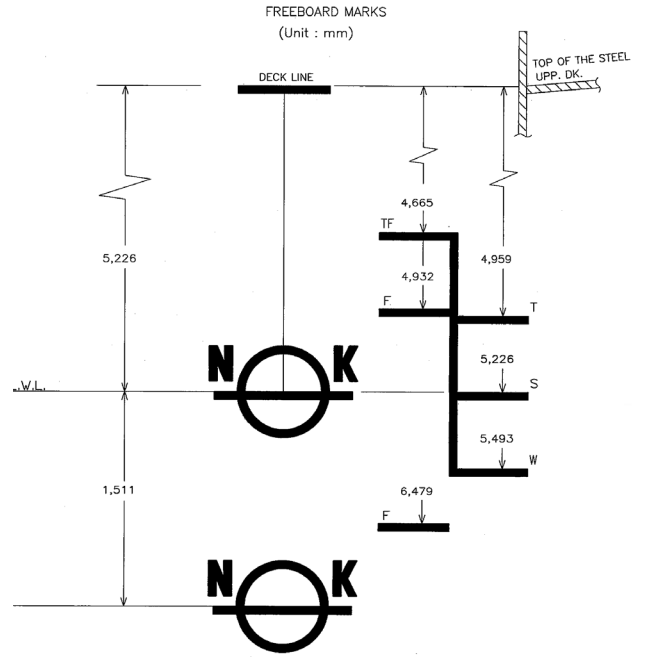 FREEBOARD MARKS
(Unit : mm)
TOP OF THE STEEL
UPP. DK.
DECK LINE
4,665
TF
5,226
4,959
4,932
F
T
N K
5,226
.W.L.
S
5,493
W
1,511
6,479
F
N K